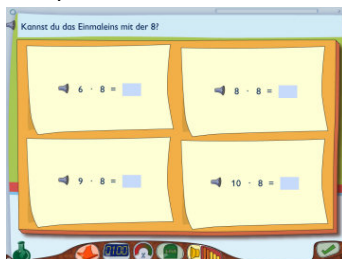 Kannst du das Einmaleins mit der 8?
6 · 8 =
8 · 8 =
9 · 8 =
10 · 8 =
0100